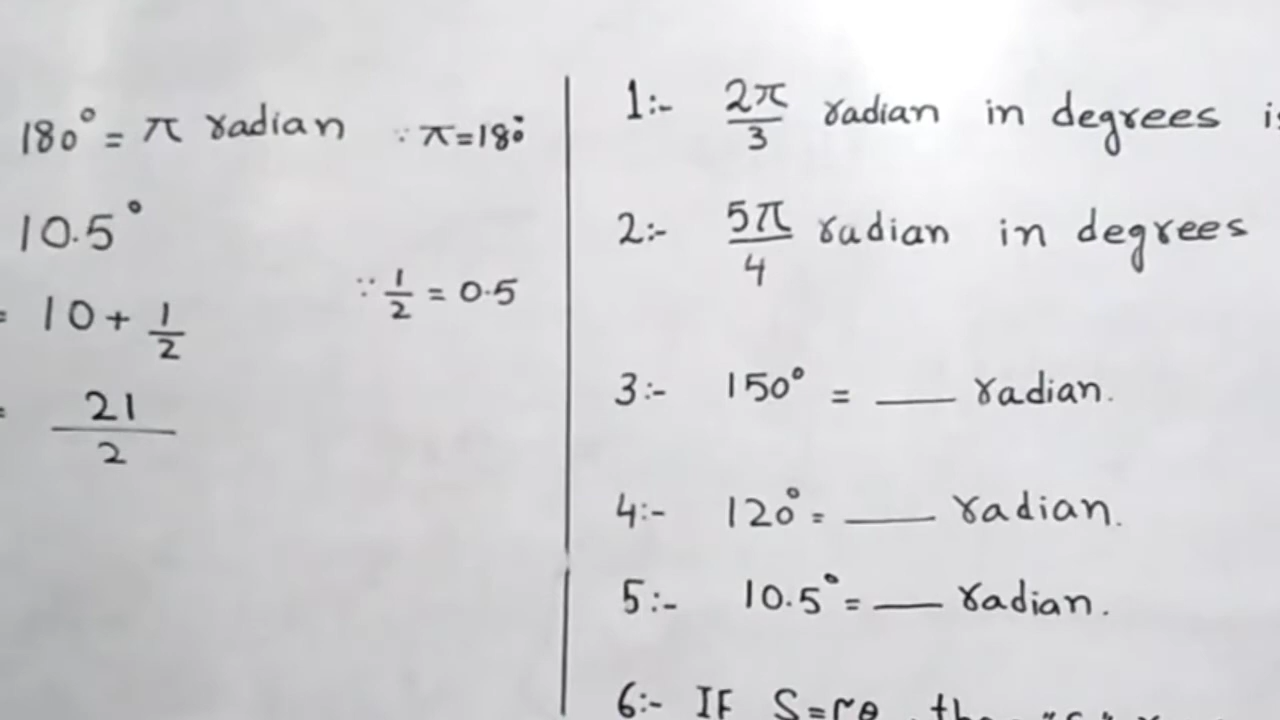 180° = π radian ∵ π=180°
10.5°
= 10 + 1/2 ∵ 1/2 = 0.5
= 21/2
1:- 2π/3 radian in degrees is
2:- 5π/4 radian in degrees
3:- 150° = ___ radian.
4:- 120° = ___ radian.
5:- 10.5° = ___ radian.
6:- IF S=rθ